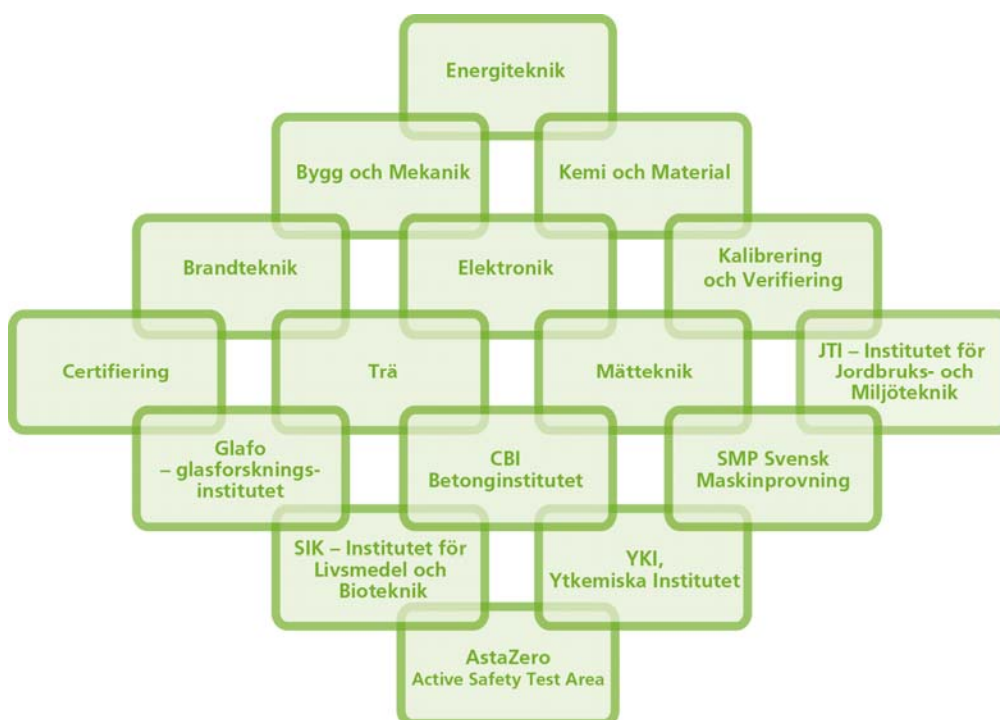 Energiteknik
Bygg och Mekanik
Kemi och Material
Brandteknik
Elektronik
Kalibrering
och Verifiering
Certifiering
Trä
Mätteknik
JTI – Institutet för
Jordbruks- och
Miljöteknik
Glafo
– glasforsknings-
institutet
CBI
Betonginstitutet
SMP Svensk
Maskinprovning
SIK – Institutet för
Livsmedel och
Bioteknik
YKI,
Ytkemiska Institutet
AstaZero
Active Safety Test Area